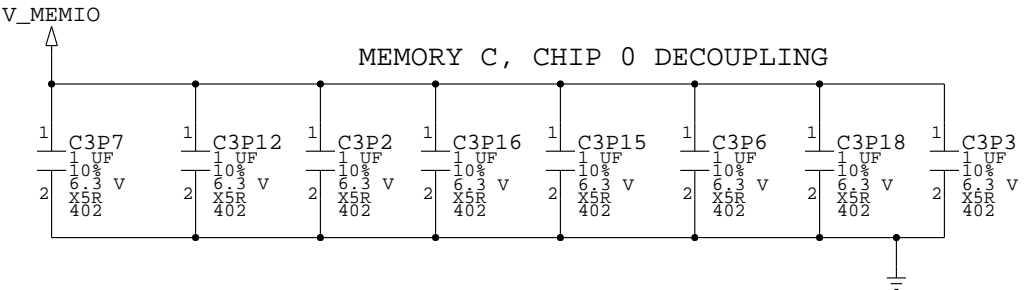 V_MEMIO
MEMORY C, CHIP 0 DECOUPLING
1
C3P7
1 UF
10%
6.3 V
X5R
402
2
1
C3P12
1 UF
10%
6.3 V
X5R
402
2
1
C3P2
1 UF
10%
6.3 V
X5R
402
2
1
C3P16
1 UF
10%
6.3 V
X5R
402
2
1
C3P15
1 UF
10%
6.3 V
X5R
402
2
1
C3P6
1 UF
10%
6.3 V
X5R
402
2
1
C3P18
1 UF
10%
6.3 V
X5R
402
2
1
C3P3
1 UF
10%
6.3 V
X5R
402
2